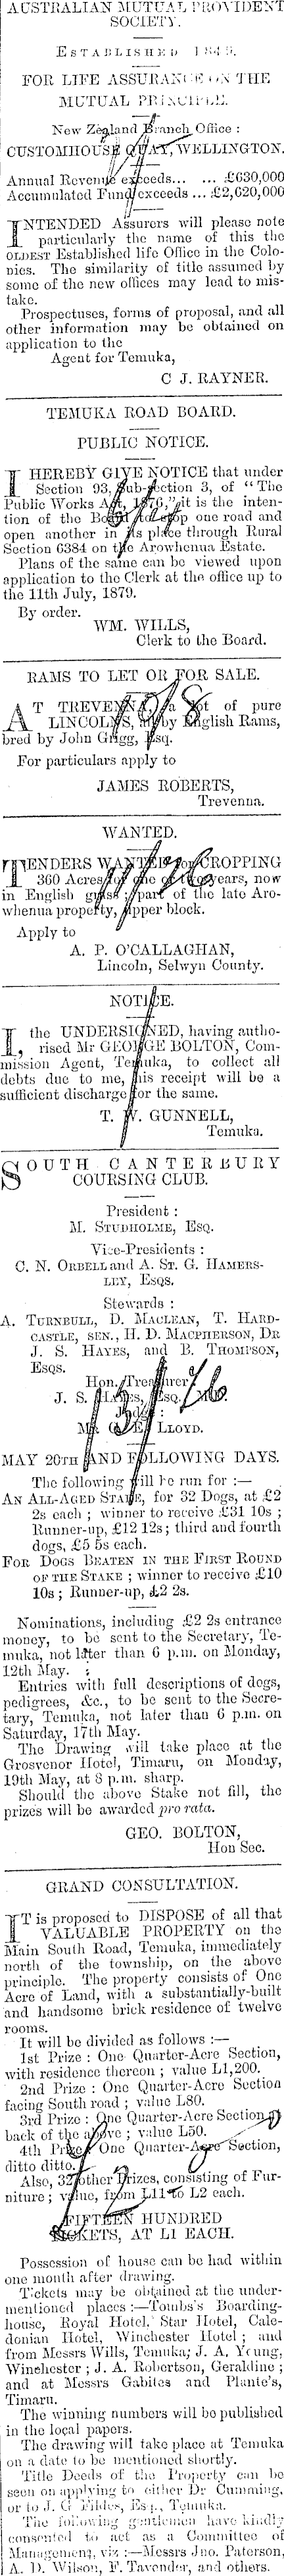 AUSTRALIAN MUTUAL PROVIDENT
SOCIETY.
ESTABLISHED 1849.
FOR LIFE ASSURANCE ON THE
MUTUAL PRINCIPLE.
New Zealand Branch Office :
CUSTOMHOUSE QUAY, WELLINGTON.
Annual Revenue exceeds... ... £630,000
Accumulated Fund exceeds ... £2,620,000
INTENDED Assurers will please note
particularly the name of this the
OLDEST Established life Office in the Colo-
nies. The similarity of title assumed by
some of the new offices may lead to mis-
take.
Prospectuses, forms of proposal, and all
other information may be obtained on
application to the
Agent for Temuka,
C J. RAYNER.
TEMUKA ROAD BOARD.
PUBLIC NOTICE.
I HEREBY GIVE NOTICE that under
Section 93, Sub-section 3, of "The
Public Works Act, 1876," it is the inten-
tion of the Board to stop one road and
open another in its place through Rural
Section 6384 on the Arowhenua Estate.
Plans of the same can be viewed upon
application to the Clerk at the office up to
the 11th July, 1879.
By order.
WM. WILLS,
Clerk to the Board.
RAMS TO LET OR FOR SALE.
AT TREVENNA, a lot of pure
LINCOLNS, all by English Rams,
bred by John Grigg, Esq.
For particulars apply to
JAMES ROBERTS,
Trevenna.
WANTED.
TENDERS WANTED for CROPPING
360 Acres for one or two years, now
in English grass, part of the late Aro-
whenua property, upper block.
Apply to
A. P. O'CALLAGHAN,
Lincoln, Selwyn County.
NOTICE.
I, the UNDERSIGNED, having autho-
rised Mr GEORGE BOLTON, Com-
mission Agent, Temuka, to collect all
debts due to me, his receipt will be a
sufficient discharge for the same.
T. W. GUNNELL,
Temuka.
SOUTH CANTERBURY
COURSING CLUB.
President :
M. STUDHOLME, ESQ.
Vice-Presidents :
C. N. ORBELL and A. ST. G. HAMERS-
LEY, ESQS.
Stewards :
A. TURNBULL, D. MACLEAN, T. HARD-
CASTLE, SEN., H. D. MACPHERSON, DR
J. S. HAYES, and B. THOMPSON,
ESQS.
Hon. Treasurer :
J. S. HAYES, ESQ., M.D.
Judge :
MR. G. E. LLOYD.
MAY 20TH AND FOLLOWING DAYS.
The following will be run for :—
AN ALL-AGED STAKE, for 32 Dogs, at £2
2s each ; winner to receive £31 10s ;
Runner-up, £12 12s ; third and fourth
dogs, £5 5s each.
FOR DOGS BEATEN IN THE FIRST ROUND
OF THE STAKE ; winner to receive £10
10s ; Runner-up, £2 2s.
Nominations, including £2 2s entrance
money, to be sent to the Secretary, Te-
muka, not later than 6 p.m. on Monday,
12th May.
Entries with full descriptions of dogs,
pedigrees, &c., to be sent to the Secre-
tary, Temuka, not later than 6 p.m. on
Saturday, 17th May.
The Drawing will take place at the
Grosvenor Hotel, Timaru, on Monday,
19th May, at 8 p.m. sharp.
Should the above Stake not fill, the
prizes will be awarded pro rata.
GEO. BOLTON,
Hon Sec.
GRAND CONSULTATION.
IT is proposed to DISPOSE of all that
VALUABLE PROPERTY on the
Main South Road, Temuka, immediately
north of the township, on the above
principle. The property consists of One
Acre of Land, with a substantially-built
and handsome brick residence of twelve
rooms.
It will be divided as follows :—
1st Prize : One Quarter-Acre Section,
with residence thereon ; value L1,200.
2nd Prize : One Quarter-Acre Section
facing South road ; value L80.
3rd Prize : One Quarter-Acre Section,
back of the above ; value L50.
4th Prize : One Quarter-Acre Section,
ditto ditto.
Also, 32 other Prizes, consisting of Fur-
niture ; value, from L11 to L2 each.
£2-0-0
FIFTEEN HUNDRED
TICKETS, AT L1 EACH.
Possession of house can be had within
one month after drawing.
Tickets may be obtained at the under-
mentioned places :—Tombs's Boarding-
house, Royal Hotel, Star Hotel, Cale-
donian Hotel, Winchester Hotel ; and
from Messrs Wills, Temuka; J. A. Young,
Winchester ; J. A. Robertson, Geraldine ;
and at Messrs Gabites and Plante's,
Timaru.
The winning numbers will be published
in the local papers.
The drawing will take place at Temuka
on a date to be mentioned shortly.
Title Deeds of the Property can be
seen on applying to either Dr Cumming,
or to J. G Fildes, Esq., Temuka.
The following gentlemen have kindly
consented to act as a Committee of
Management, viz :—Messrs Jno. Paterson,
A. D. Wilson, F. Tavender, and others.